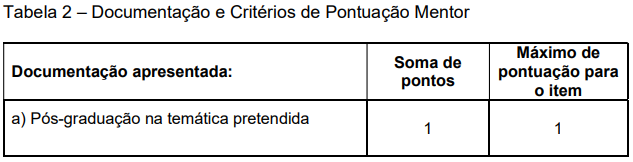 Tabela 2 – Documentação e Critérios de Pontuação Mentor
Documentação apresentada:
Soma de
pontos
Máximo de
pontuação para
o item
a) Pós-graduação na temática pretendida
1
1